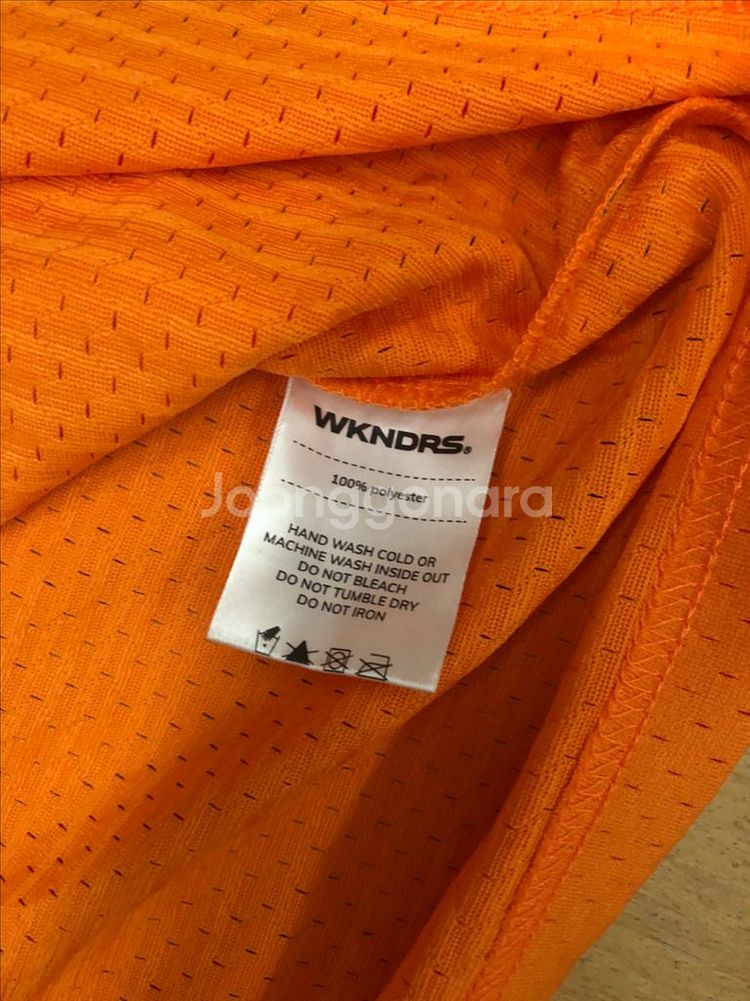 WKNDRS®
100% polyester
Joonggonara
HAND WASH COLD OR
MACHINE WASH INSIDE OUT
DO NOT BLEACH
DO NOT TUMBLE DRY
DO NOT IRON